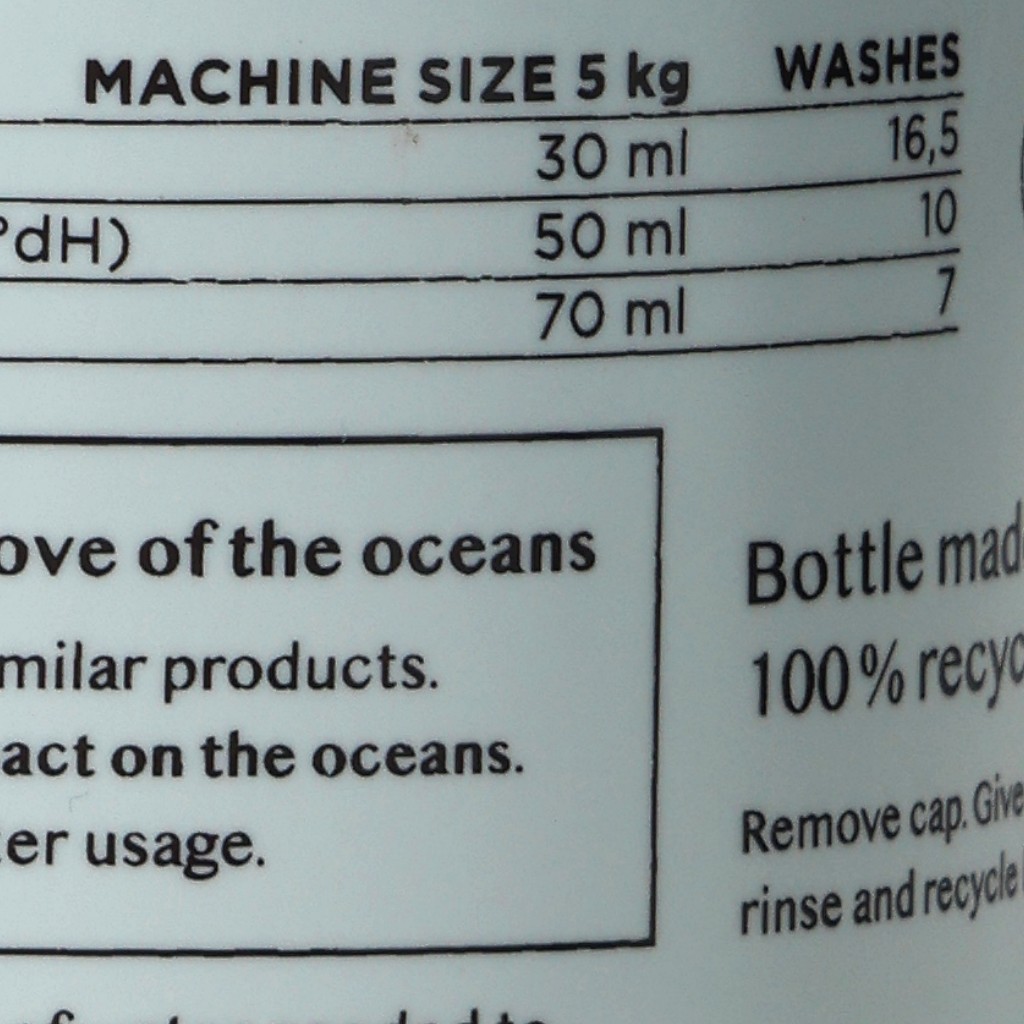 MACHINE SIZE 5 kg WASHES
30 ml 16,5
°dH) 50 ml 10
70 ml 7
ove of the oceans
milar products.
act on the oceans.
er usage.
Bottle mad
100% recyc
Remove cap. Give
rinse and recycle